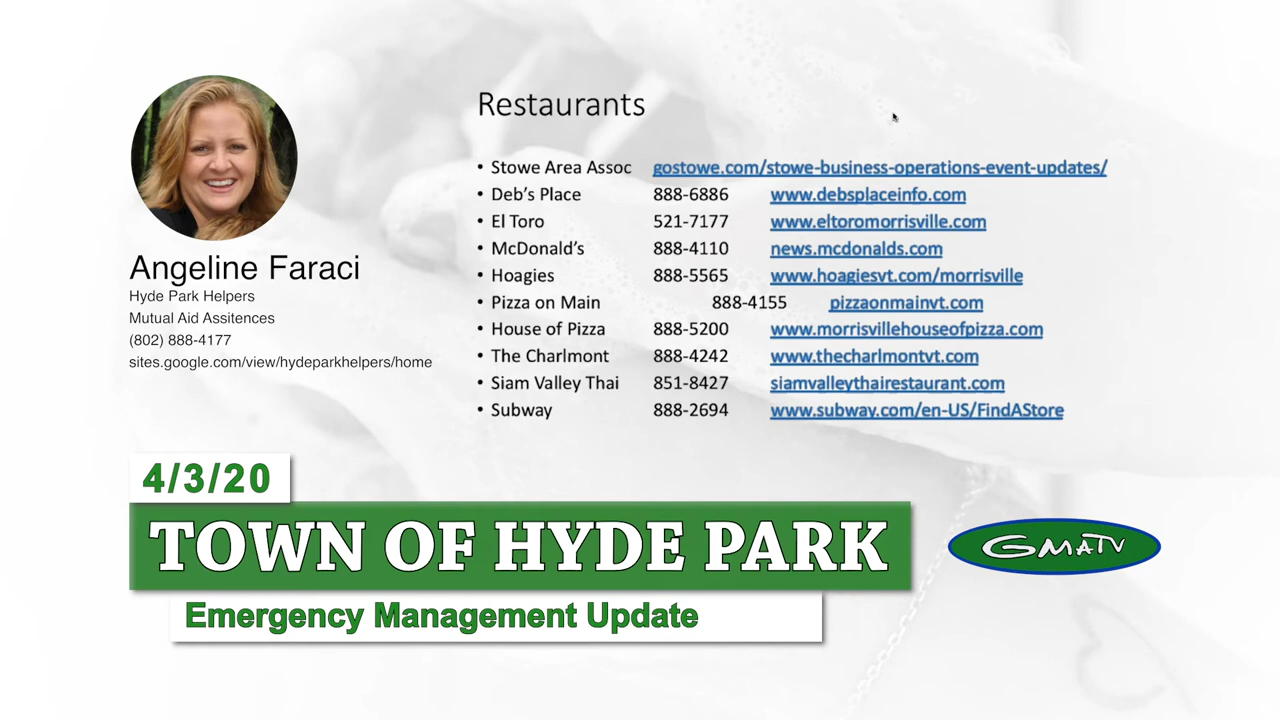 Angeline Faraci
Hyde Park Helpers
Mutual Aid Assitences
(802) 888-4177
sites.google.com/view/hydeparkhelpers/home
Restaurants
• Stowe Area Assoc gostowe.com/stowe-business-operations-event-updates/
• Deb's Place 888-6886 www.debsplaceinfo.com
• El Toro 521-7177 www.eltoromorrisville.com
• McDonald's 888-4110 news.mcdonalds.com
• Hoagies 888-5565 www.hoagiesvt.com/morrisville
• Pizza on Main 888-4155 pizzaonmainvt.com
• House of Pizza 888-5200 www.morrisvillehouseofpizza.com
• The Charlmont 888-4242 www.thecharlmontvt.com
• Siam Valley Thai 851-8427 siamvalleythairestaurant.com
• Subway 888-2694 www.subway.com/en-US/FindAStore
4/3/20
TOWN OF HYDE PARK
GMATV
Emergency Management Update